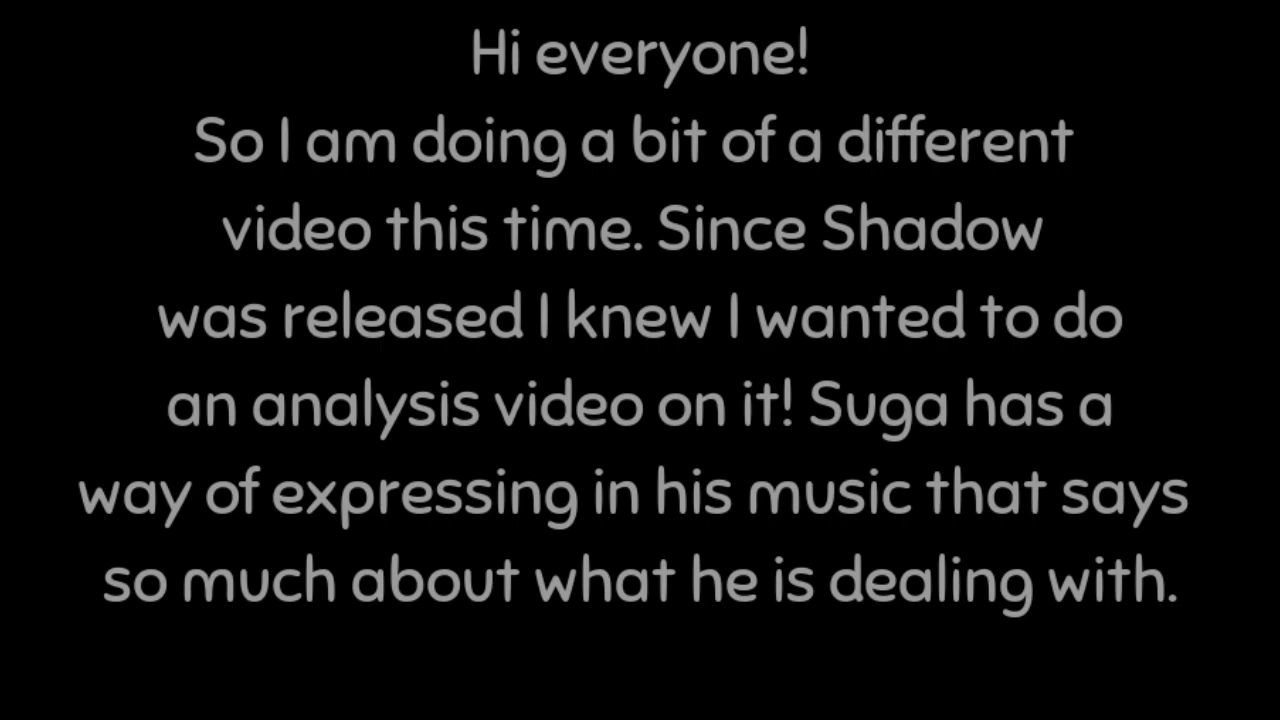 Hi everyone!
So I am doing a bit of a different
video this time. Since Shadow
was released I knew I wanted to do
an analysis video on it! Suga has a
way of expressing in his music that says
so much about what he is dealing with.